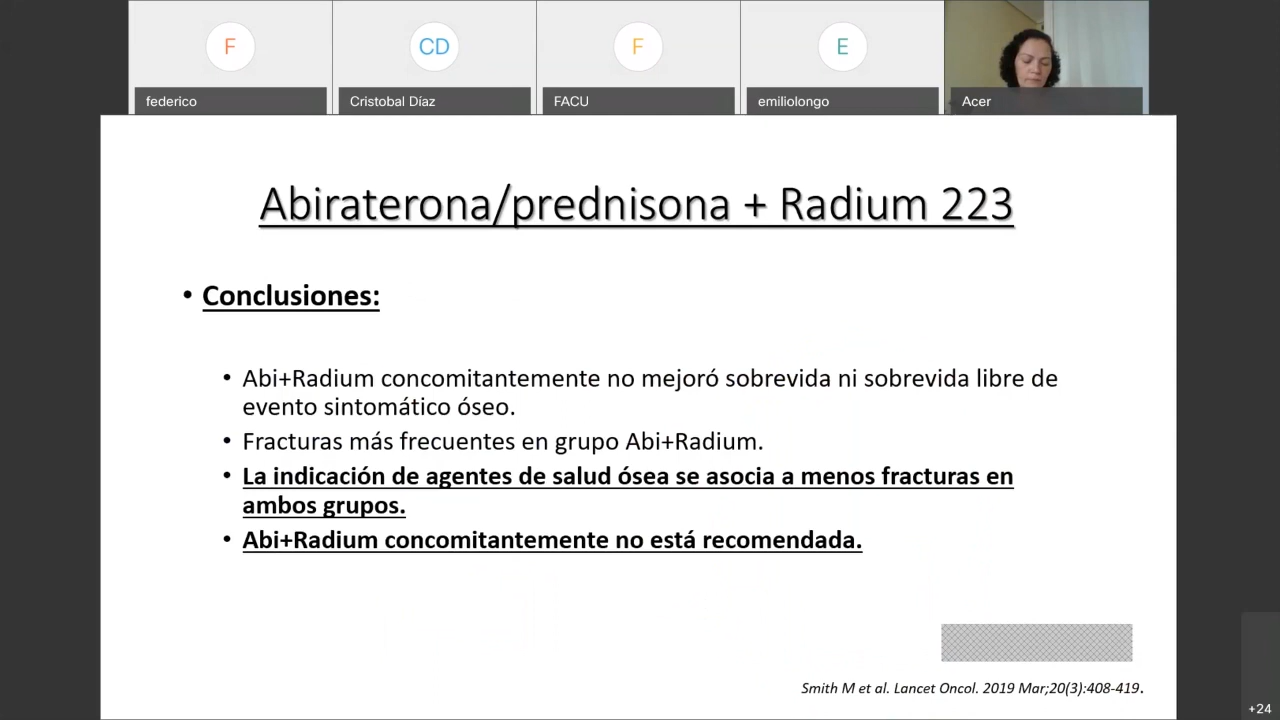 F
CD
F
E
federico
Cristobal Díaz
FACU
emiliolongo
Acer
Abiraterona/prednisona + Radium 223
• Conclusiones:
• Abi+Radium concomitantemente no mejoró sobrevida ni sobrevida libre de
evento sintomático óseo.
• Fracturas más frecuentes en grupo Abi+Radium.
• La indicación de agentes de salud ósea se asocia a menos fracturas en
ambos grupos.
• Abi+Radium concomitantemente no está recomendada.
Smith M et al. Lancet Oncol. 2019 Mar;20(3):408-419.
+24